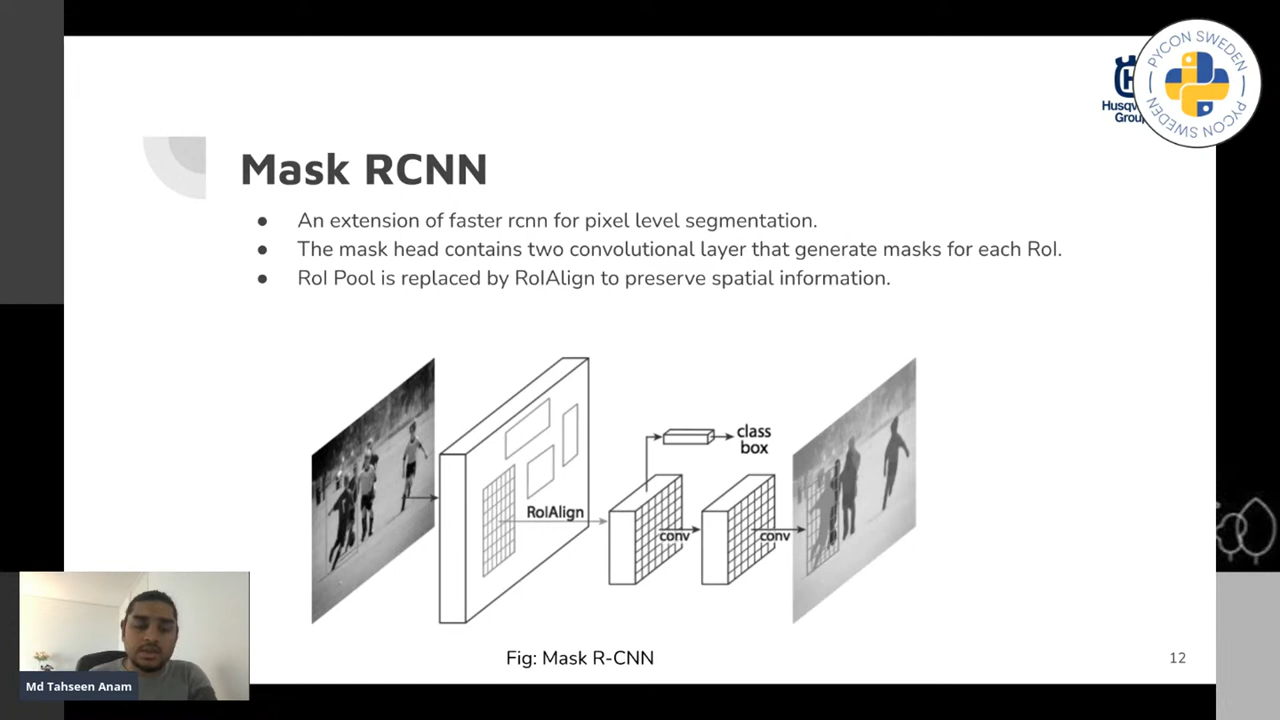 PYCON SWEDEN
PYCON SWEDEN
Group
Mask RCNN
● An extension of faster rcnn for pixel level segmentation.
● The mask head contains two convolutional layer that generate masks for each RoI.
● RoI Pool is replaced by RoIAlign to preserve spatial information.
class
box
RoIAlign
conv
conv
Fig: Mask R-CNN
12
Md Tahseen Anam